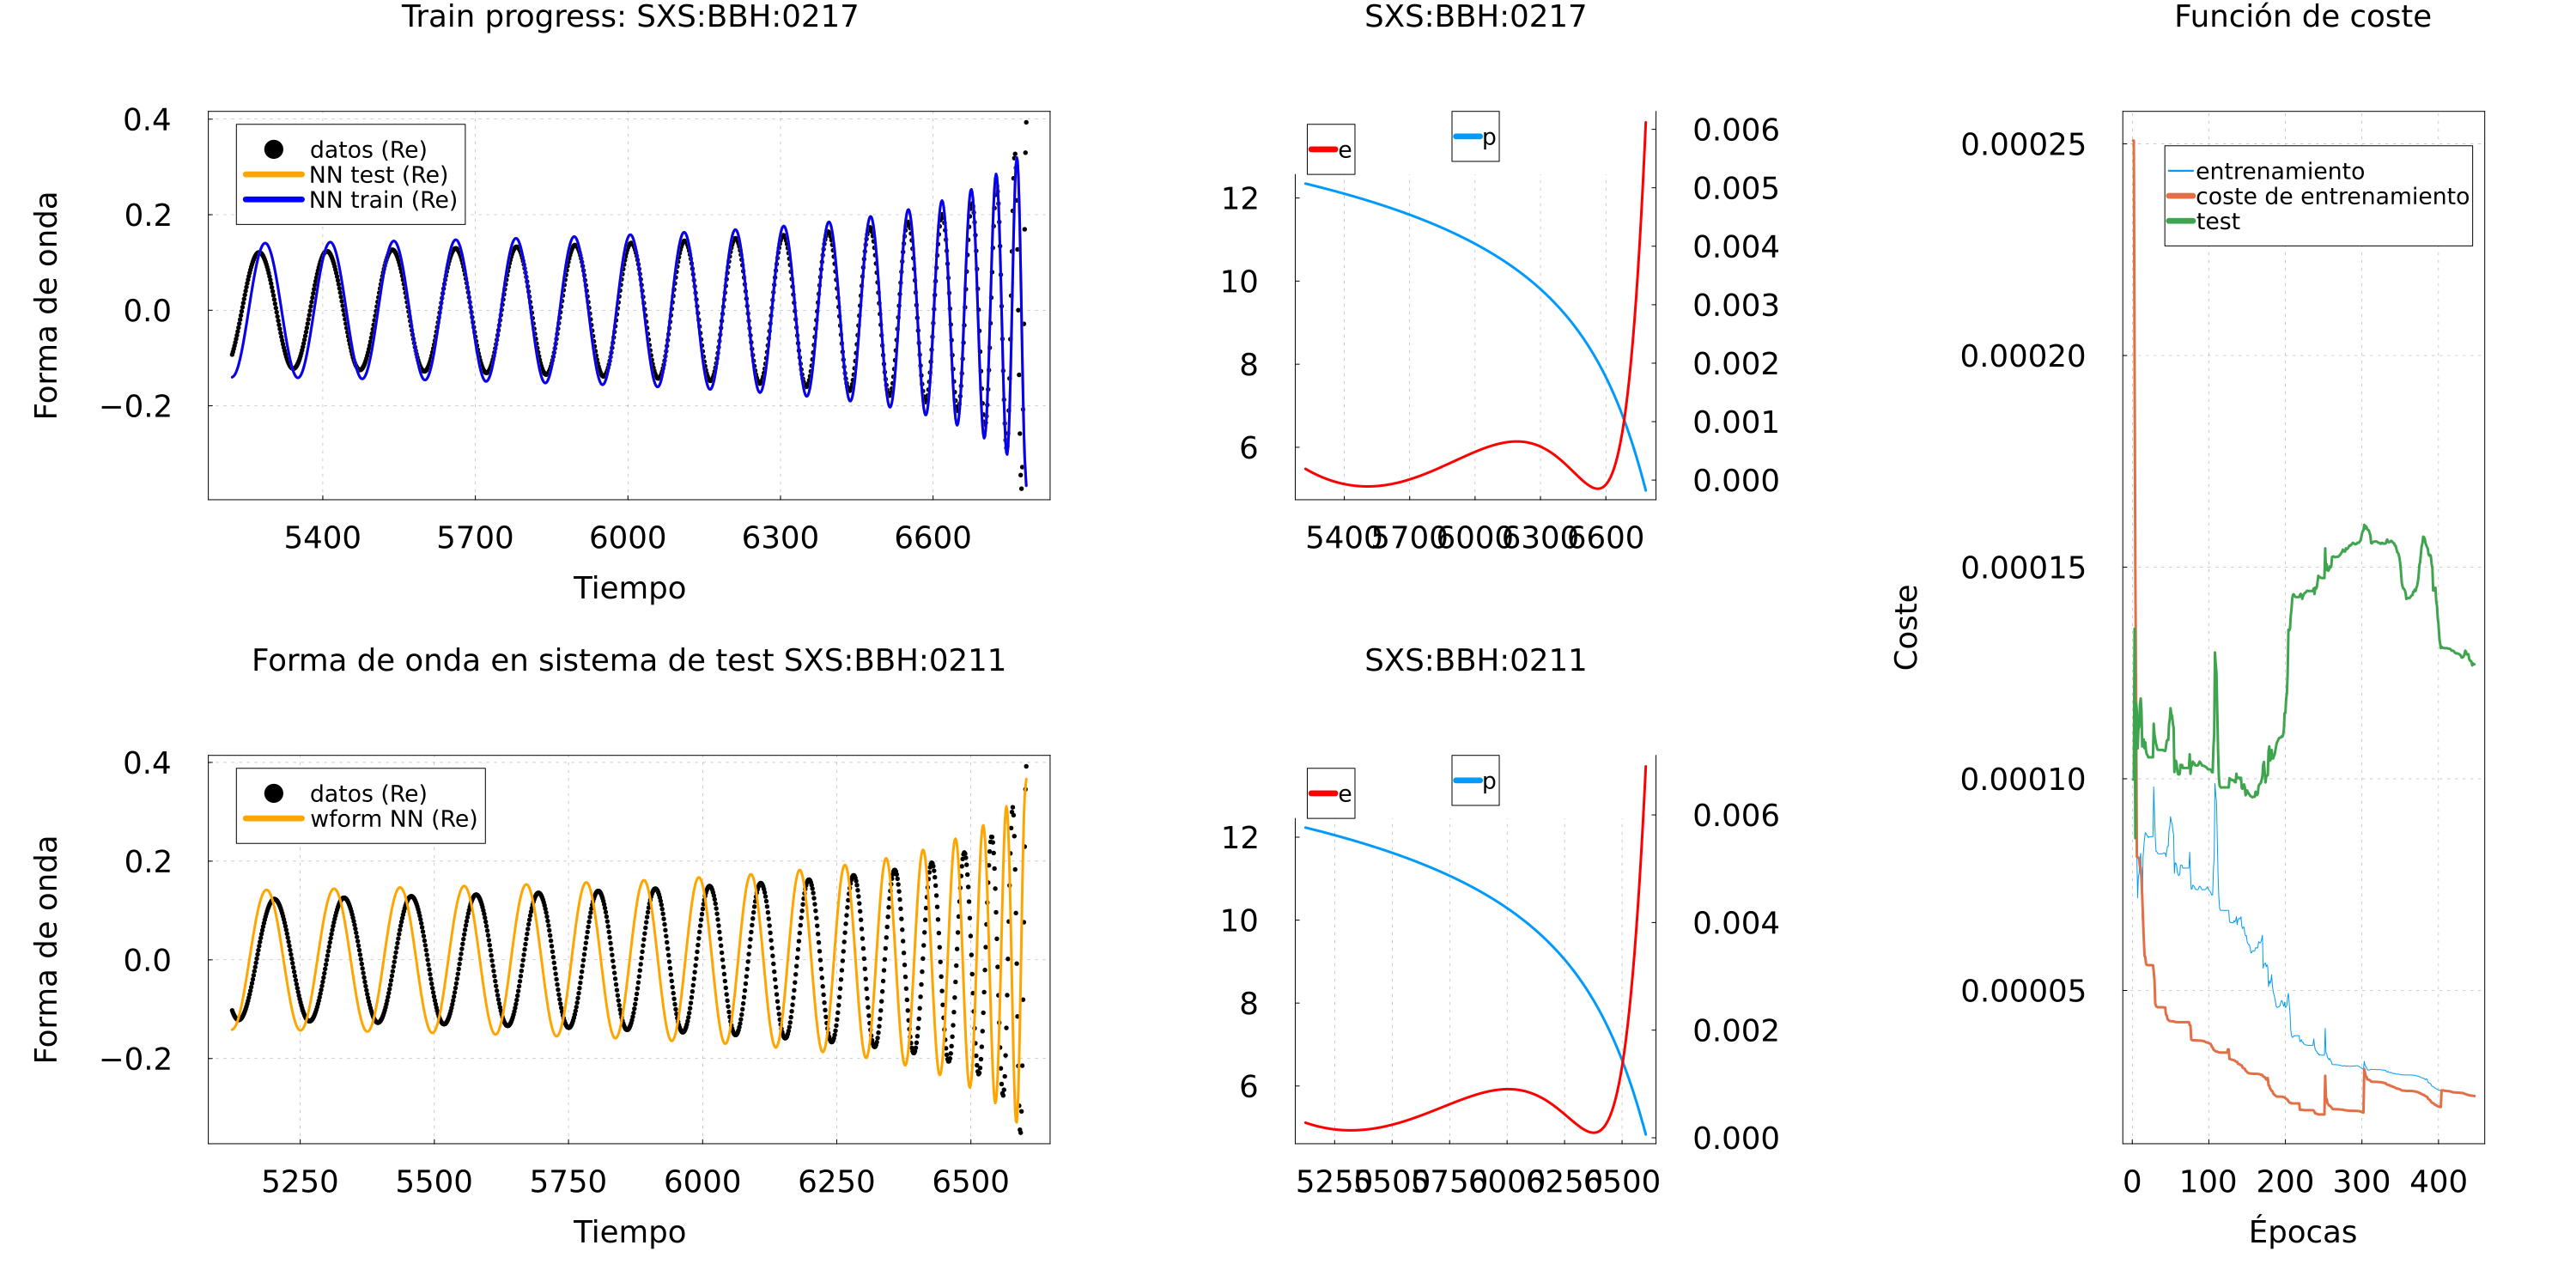 Train progress: SXS:BBH:0217
Forma de onda
0.4
0.2
0.0
−0.2
datos (Re)
NN test (Re)
NN train (Re)
5400 5700 6000 6300 6600
Tiempo
SXS:BBH:0217
e
p
12
10
8
6
0.006
0.005
0.004
0.003
0.002
0.001
0.000
5400 5700 6000 6300 6600
Forma de onda en sistema de test SXS:BBH:0211
Forma de onda
0.4
0.2
0.0
−0.2
datos (Re)
wform NN (Re)
5250 5500 5750 6000 6250 6500
Tiempo
SXS:BBH:0211
e
p
12
10
8
6
0.006
0.004
0.002
0.000
5250 5500 5750 6000 6250 6500
Función de coste
Coste
0.00025
0.00020
0.00015
0.00010
0.00005
entrenamiento
coste de entrenamiento
test
0 100 200 300 400
Épocas